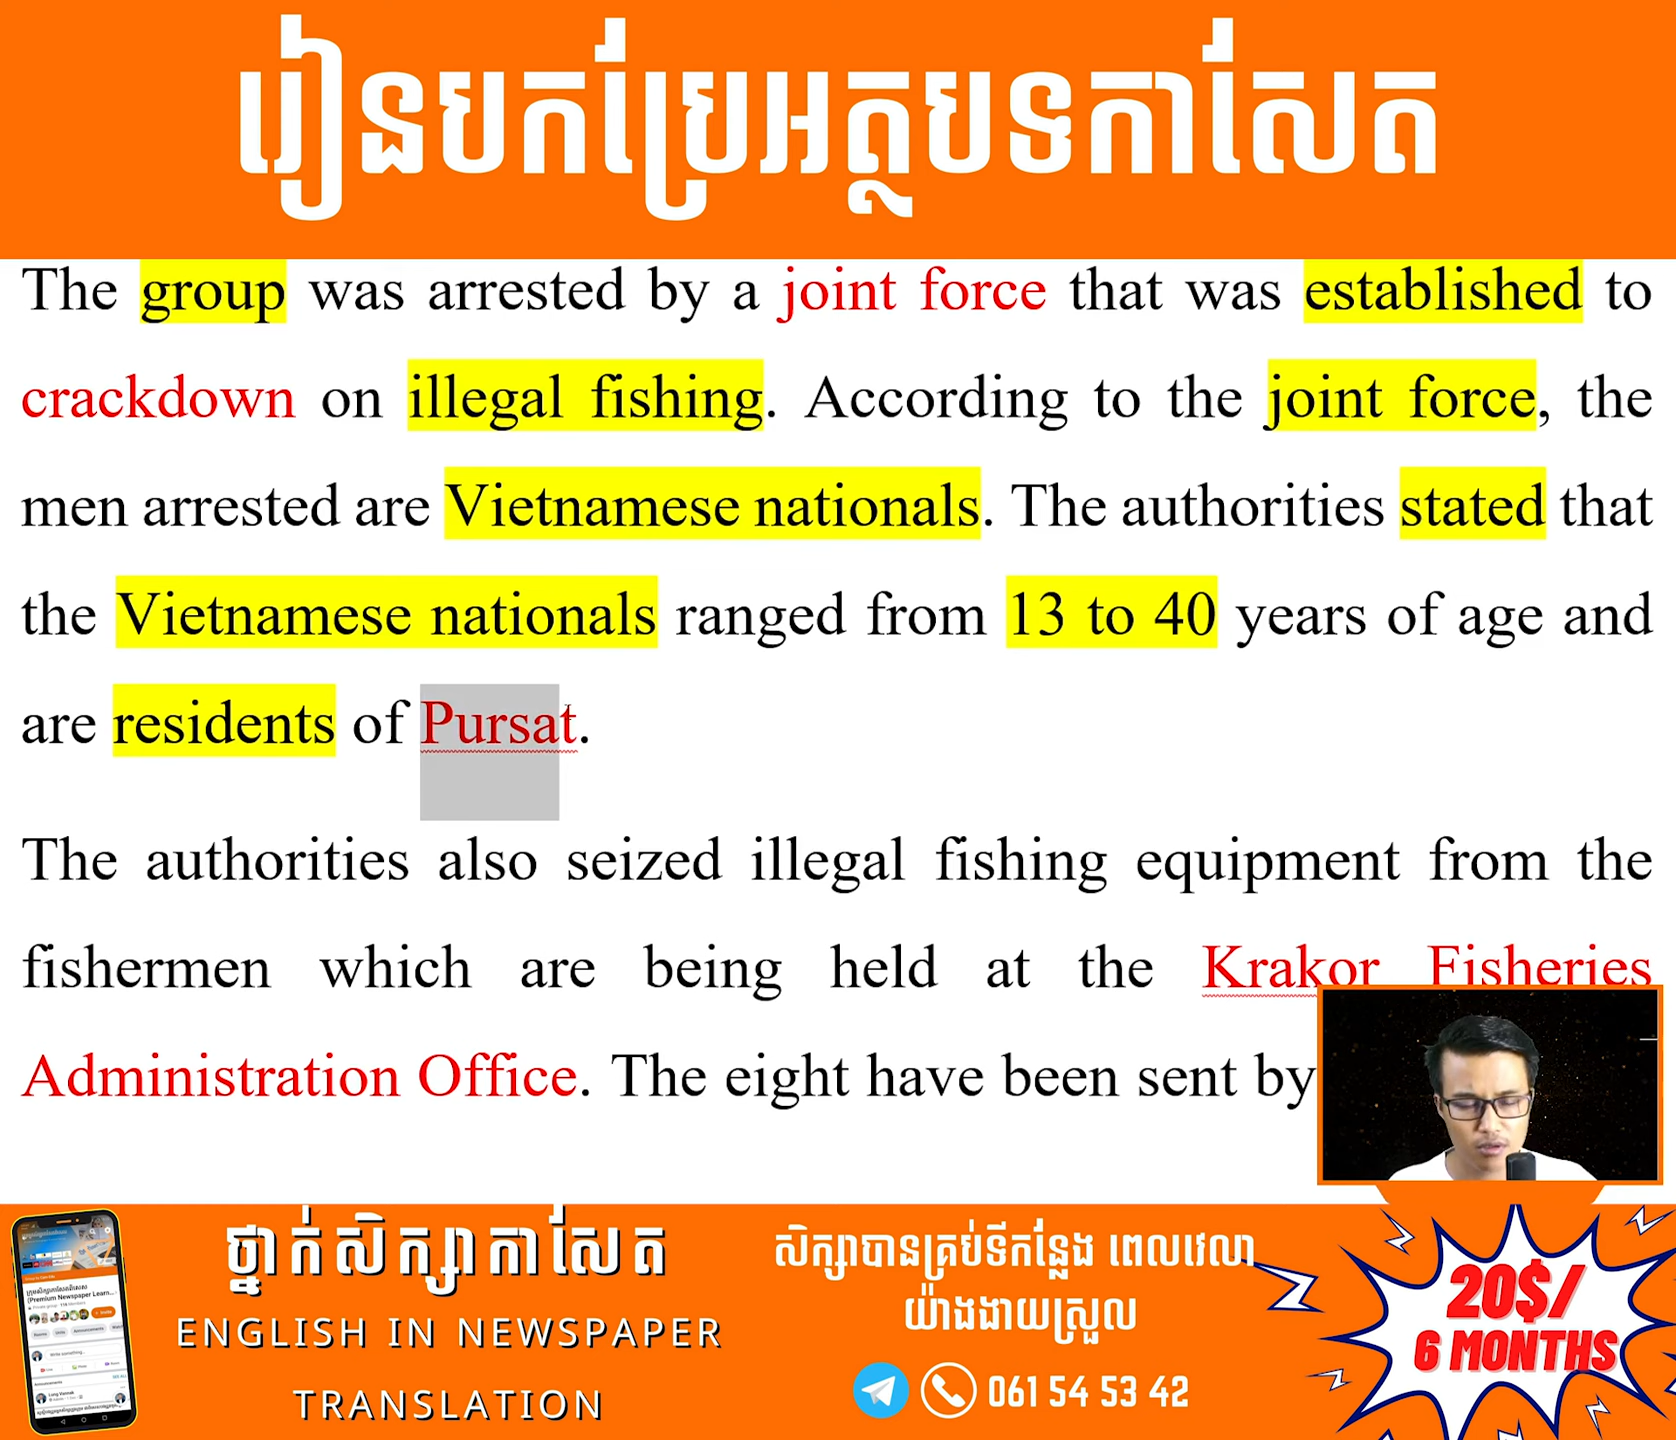 រៀនបកប្រែអត្ថបទកាសែត
The group was arrested by a joint force that was established to
crackdown on illegal fishing. According to the joint force, the
men arrested are Vietnamese nationals. The authorities stated that
the Vietnamese nationals ranged from 13 to 40 years of age and
are residents of Pursat.
The authorities also seized illegal fishing equipment from the
fishermen which are being held at the Krakor Fisheries
Administration Office. The eight have been sent by
ថ្នាក់សិក្សាកាសែត
ENGLISH IN NEWSPAPER
TRANSLATION
សិក្សាបានគ្រប់ទីកន្លែង ពេលវេលា
យ៉ាងងាយស្រួល
061 54 53 42
20$/
6 MONTHS
(Premium Newspaper Learn...